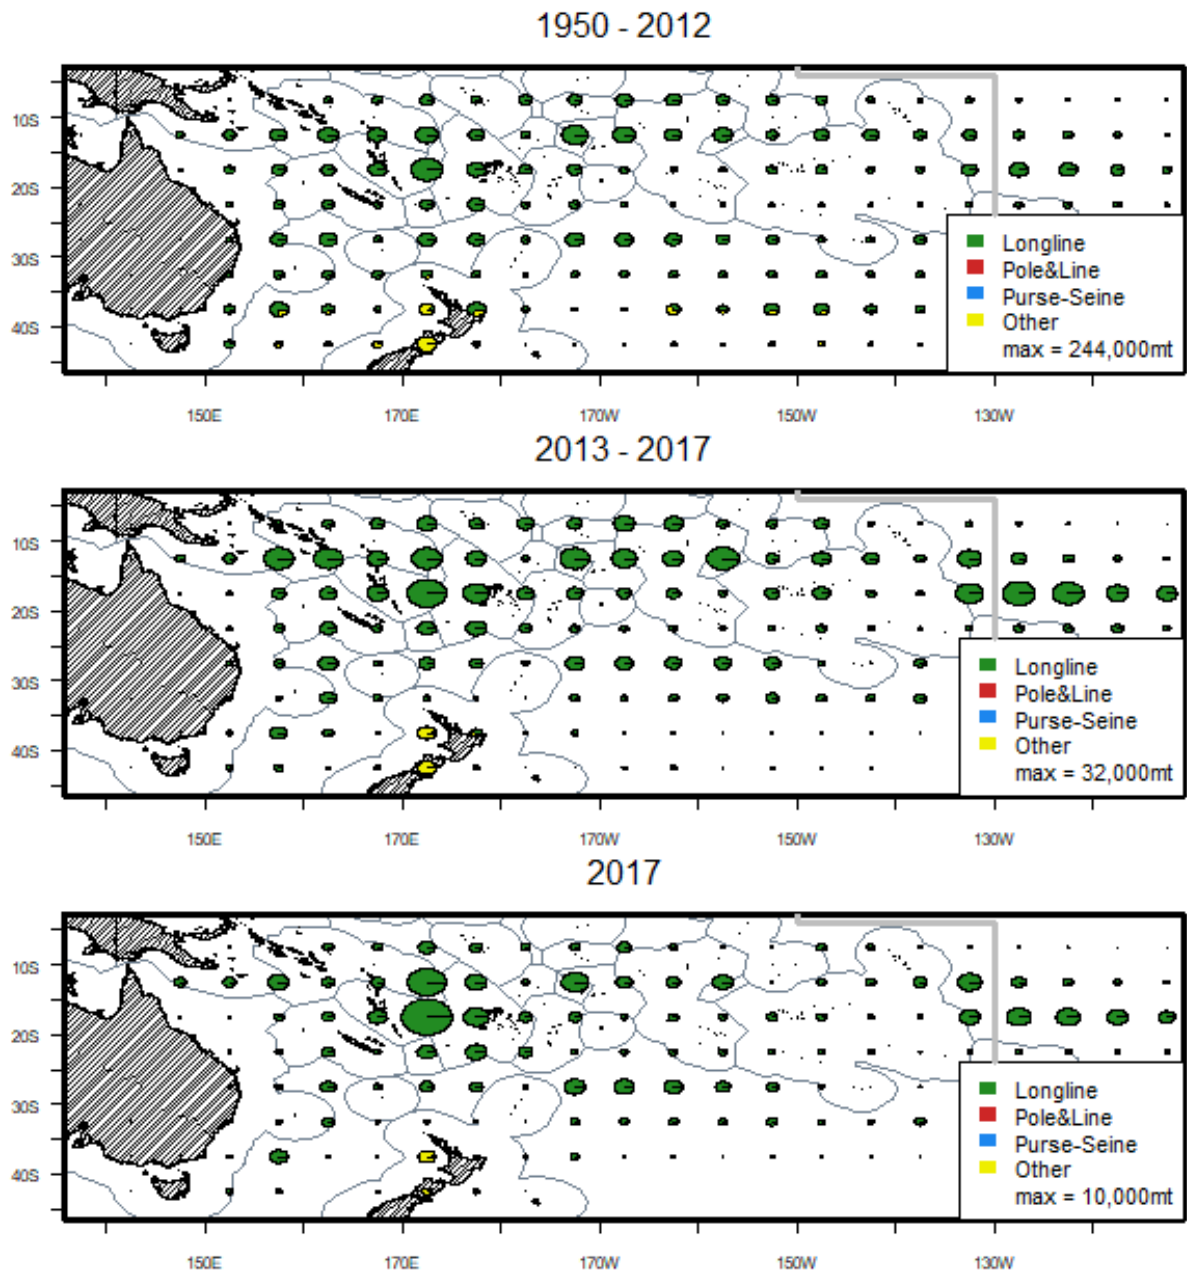 1950 - 2012
10S
20S
30S
40S
Longline
Pole&Line
Purse-Seine
Other
max = 244,000mt
150E 170E 170W 150W 130W
2013 - 2017
10S
20S
30S
40S
Longline
Pole&Line
Purse-Seine
Other
max = 32,000mt
150E 170E 170W 150W 130W
2017
10S
20S
30S
40S
Longline
Pole&Line
Purse-Seine
Other
max = 10,000mt
150E 170E 170W 150W 130W